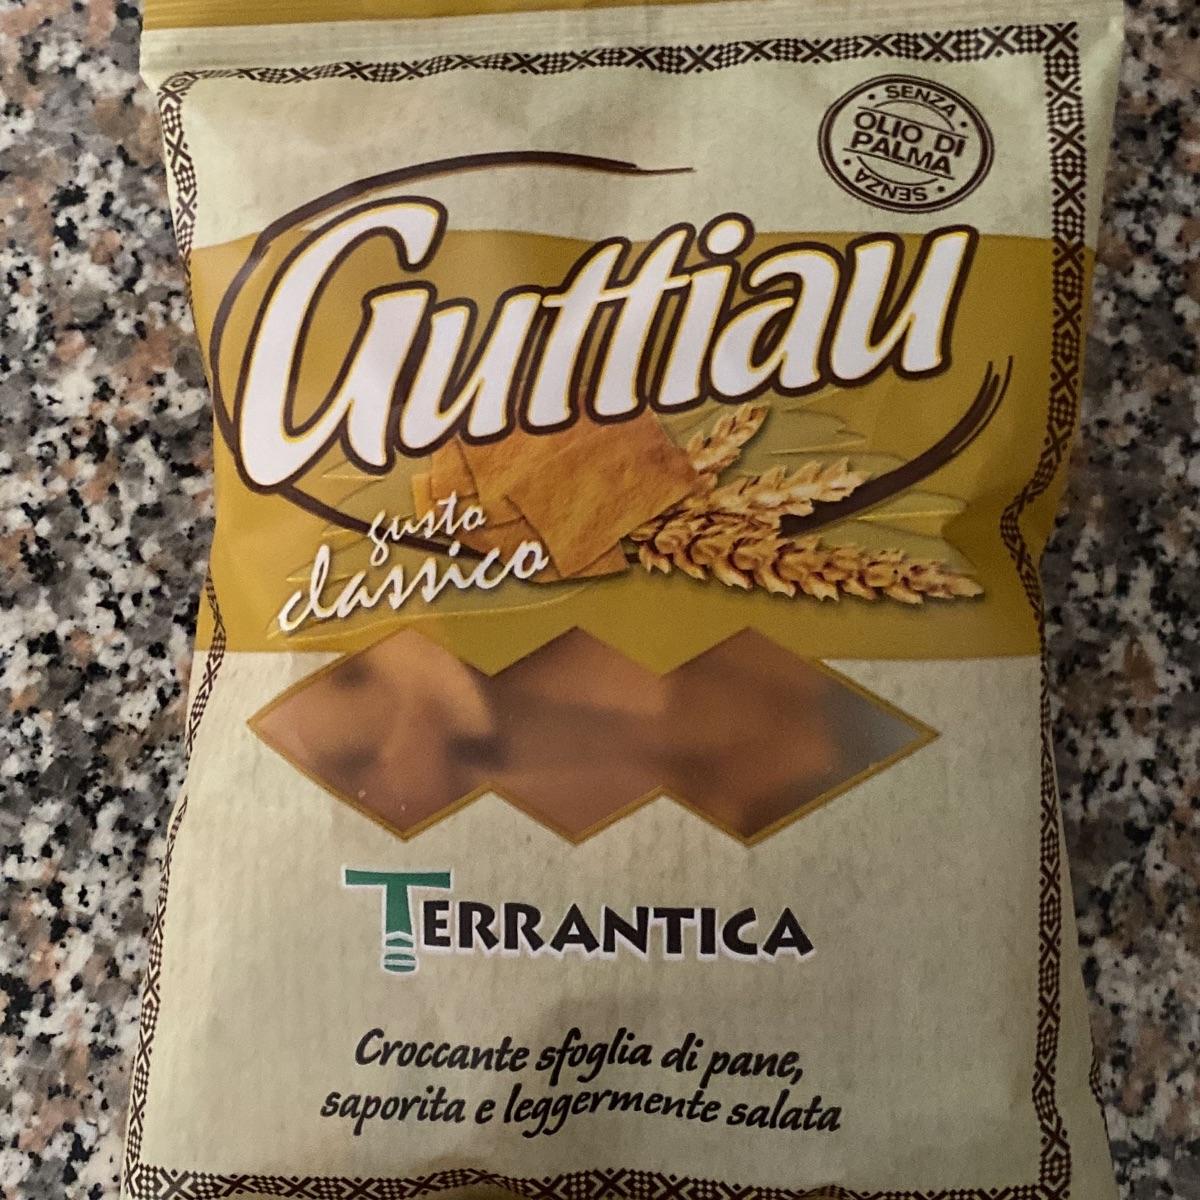 SENZA
OLIO DI
PALMA
SENZA
Guttiau
gusto
classico
TERRANTICA
Croccante sfoglia di pane,
saporita e leggermente salata